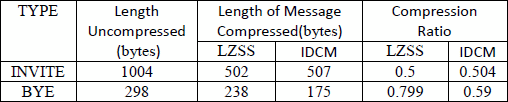 TYPE Length Uncompressed (bytes) Length of Message Compressed(bytes) Compression Ratio
LZSS IDCM LZSS IDCM
INVITE 1004 502 507 0.5 0.504
BYE 298 238 175 0.799 0.59